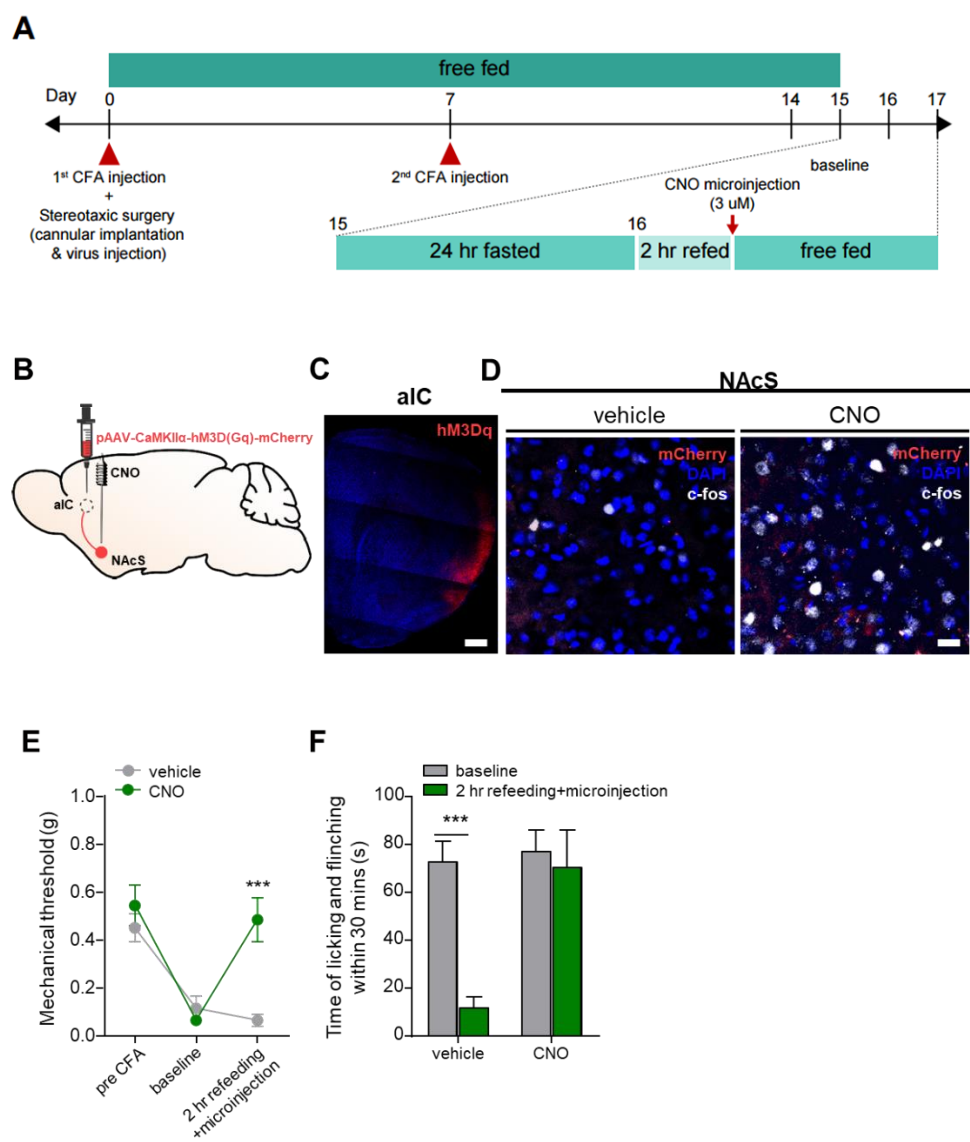 A
free fed
Day
0
7
14
15
16
17
1st CFA injection
+
Stereotaxic surgery
(cannular implantation
& virus injection)
2nd CFA injection
baseline
CNO microinjection
(3 uM)
15
16
24 hr fasted
2 hr refed
free fed
B
pAAV-CaMKIIα-hM3D(Gq)-mCherry
CNO
aIC
NAcS
C
aIC
hM3Dq
D
NAcS
vehicle
CNO
mCherry
DAPI
c-fos
mCherry
DAPI
c-fos
E
vehicle
CNO
Mechanical threshold (g)
1.0
0.8
0.6
0.4
0.2
0.0
***
pre CFA
baseline
2 hr refeeding
+microinjection
F
baseline
2 hr refeeding+microinjection
Time of licking and flinching
within 30 mins (s)
100
80
60
40
20
0
***
vehicle
CNO